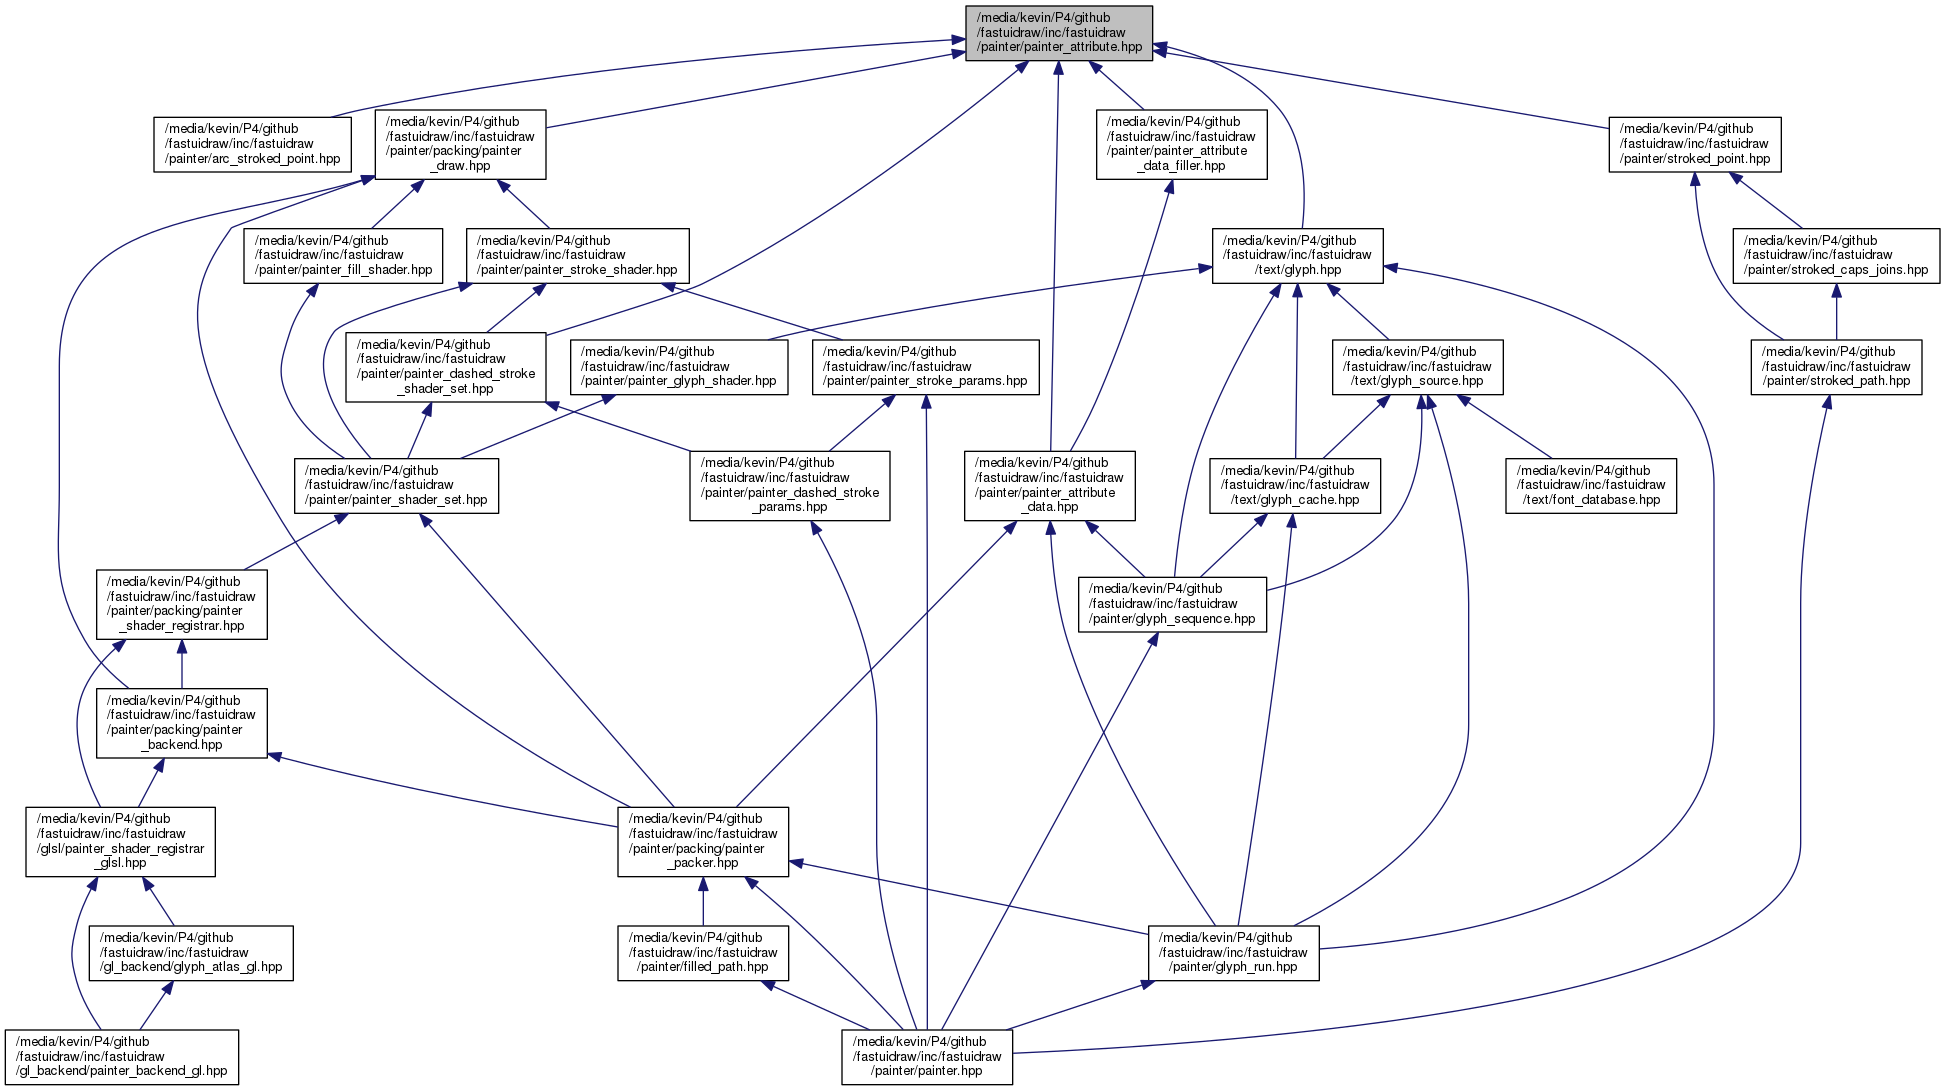 /media/kevin/P4/github
/fastuidraw/inc/fastuidraw
/painter/painter_attribute.hpp
/media/kevin/P4/github
/fastuidraw/inc/fastuidraw
/painter/arc_stroked_point.hpp
/media/kevin/P4/github
/fastuidraw/inc/fastuidraw
/painter/packing/painter
_draw.hpp
/media/kevin/P4/github
/fastuidraw/inc/fastuidraw
/painter/painter_attribute
_data_filler.hpp
/media/kevin/P4/github
/fastuidraw/inc/fastuidraw
/painter/stroked_point.hpp
/media/kevin/P4/github
/fastuidraw/inc/fastuidraw
/painter/painter_fill_shader.hpp
/media/kevin/P4/github
/fastuidraw/inc/fastuidraw
/painter/painter_stroke_shader.hpp
/media/kevin/P4/github
/fastuidraw/inc/fastuidraw
/text/glyph.hpp
/media/kevin/P4/github
/fastuidraw/inc/fastuidraw
/painter/stroked_caps_joins.hpp
/media/kevin/P4/github
/fastuidraw/inc/fastuidraw
/painter/painter_dashed_stroke
_shader_set.hpp
/media/kevin/P4/github
/fastuidraw/inc/fastuidraw
/painter/painter_glyph_shader.hpp
/media/kevin/P4/github
/fastuidraw/inc/fastuidraw
/painter/painter_stroke_params.hpp
/media/kevin/P4/github
/fastuidraw/inc/fastuidraw
/text/glyph_source.hpp
/media/kevin/P4/github
/fastuidraw/inc/fastuidraw
/painter/stroked_path.hpp
/media/kevin/P4/github
/fastuidraw/inc/fastuidraw
/painter/painter_shader_set.hpp
/media/kevin/P4/github
/fastuidraw/inc/fastuidraw
/painter/painter_dashed_stroke
_params.hpp
/media/kevin/P4/github
/fastuidraw/inc/fastuidraw
/painter/painter_attribute
_data.hpp
/media/kevin/P4/github
/fastuidraw/inc/fastuidraw
/text/glyph_cache.hpp
/media/kevin/P4/github
/fastuidraw/inc/fastuidraw
/text/font_database.hpp
/media/kevin/P4/github
/fastuidraw/inc/fastuidraw
/painter/packing/painter
_shader_registrar.hpp
/media/kevin/P4/github
/fastuidraw/inc/fastuidraw
/painter/glyph_sequence.hpp
/media/kevin/P4/github
/fastuidraw/inc/fastuidraw
/painter/packing/painter
_backend.hpp
/media/kevin/P4/github
/fastuidraw/inc/fastuidraw
/glsl/painter_shader_registrar
_glsl.hpp
/media/kevin/P4/github
/fastuidraw/inc/fastuidraw
/painter/packing/painter
_packer.hpp
/media/kevin/P4/github
/fastuidraw/inc/fastuidraw
/gl_backend/glyph_atlas_gl.hpp
/media/kevin/P4/github
/fastuidraw/inc/fastuidraw
/painter/filled_path.hpp
/media/kevin/P4/github
/fastuidraw/inc/fastuidraw
/painter/glyph_run.hpp
/media/kevin/P4/github
/fastuidraw/inc/fastuidraw
/gl_backend/painter_backend_gl.hpp
/media/kevin/P4/github
/fastuidraw/inc/fastuidraw
/painter/painter.hpp